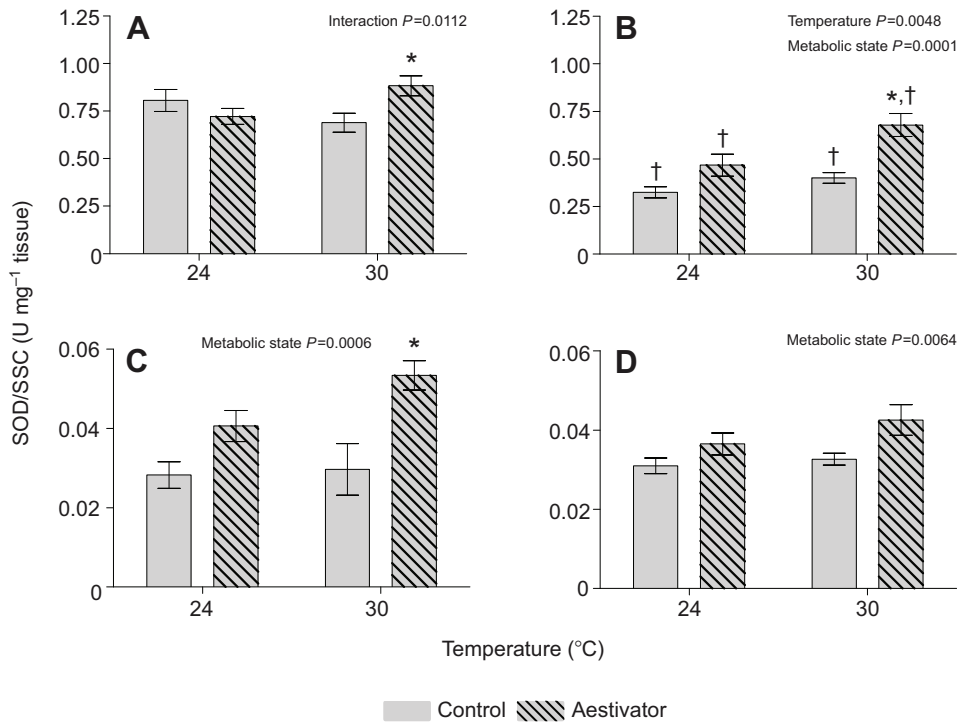 A
Interaction P=0.0112
1.25
1.00
0.75
0.50
0.25
0
*
24
30
B
Temperature P=0.0048
Metabolic state P=0.0001
1.25
1.00
0.75
0.50
0.25
0
†
†
†
*,†
24
30
SOD/SSC (U mg–1 tissue)
C
Metabolic state P=0.0006
0.06
0.04
0.02
0
*
24
30
D
Metabolic state P=0.0064
0.06
0.04
0.02
0
24
30
Temperature (°C)
Control
Aestivator